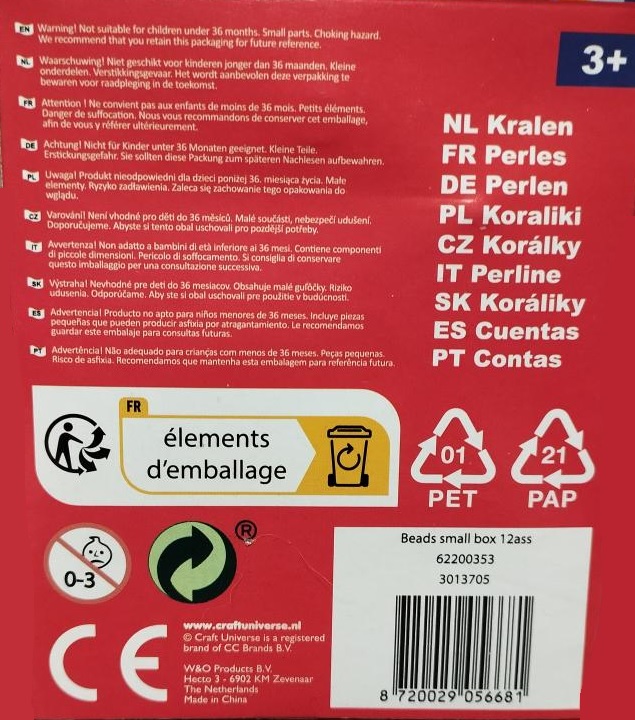 EN Warning! Not suitable for children under 36 months. Small parts. Choking hazard.
We recommend that you retain this packaging for future reference.
NL Waarschuwing! Niet geschikt voor kinderen jonger dan 36 maanden. Kleine
onderdelen. Verstikkingsgevaar. Het wordt aanbevolen deze verpakking te
bewaren voor raadpleging in de toekomst.
FR Attention ! Ne convient pas aux enfants de moins de 36 mois. Petits éléments.
Danger de suffocation. Nous vous recommandons de conserver cet emballage,
afin de vous y référer ultérieurement.
DE Achtung! Nicht für Kinder unter 36 Monaten geeignet. Kleine Teile.
Erstickungsgefahr. Sie sollten diese Packung zum späteren Nachlesen aufbewahren.
PL Uwaga! Produkt nieodpowiedni dla dzieci poniżej 36. miesiąca życia. Małe
elementy. Ryzyko zadławienia. Zaleca się zachowanie tego opakowania do
wglądu.
CZ Varování! Není vhodné pro děti do 36 měsíců. Malé součásti, nebezpečí udušení.
Doporučujeme. Abyste si tento obal uschovali pro pozdější potřeby.
IT Avvertenza! Non adatto a bambini di età inferiore ai 36 mesi. Contiene componenti
di piccole dimensioni. Pericolo di soffocamento. Si consiglia di conservare
questo imballaggio per una consultazione successiva.
SK Výstraha! Nevhodné pre deti do 36 mesiacov. Obsahuje malé guľôčky. Riziko
udusenia. Odporúčame. Aby ste si obal uschovali pre použitie v budúcnosti.
ES Advertencia! Producto no apto para niños menores de 36 meses. Incluye piezas
pequeñas que pueden producir asfixia por atragantamiento. Le recomendamos
guardar este embalaje para consultas futuras.
PT Advertência! Não adequado para crianças com menos de 36 meses. Peças pequenas.
Risco de asfixia. Recomendamos que mantenha esta embalagem para referência futura.
3+
NL Kralen
FR Perles
DE Perlen
PL Koraliki
CZ Korálky
IT Perline
SK Koráliky
ES Cuentas
PT Contas
FR
élements
d'emballage
01
PET
21
PAP
0-3
®
CE
www.craftuniverse.nl
© Craft Universe is a registered
brand of CC Brands B.V.
W&O Products B.V.
Hecto 3 - 6902 KM Zevenaar
The Netherlands
Made in China
Beads small box 12ass
62200353
3013705
8 720029 056681